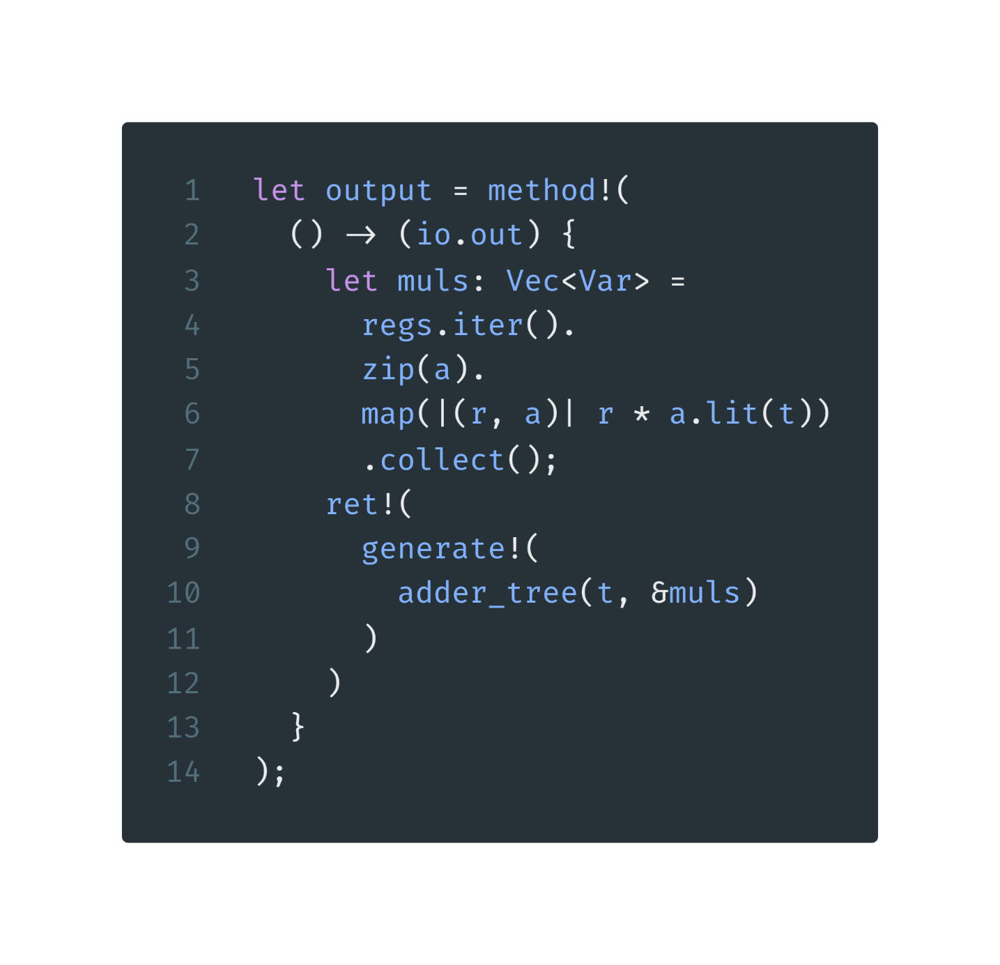 1 let output = method!(
2 () -> (io.out) {
3 let muls: Vec<Var> =
4 regs.iter().
5 zip(a).
6 map(|(r, a)| r * a.lit(t))
7 .collect();
8 ret!(
9 generate!(
10 adder_tree(t, &muls)
11 )
12 )
13 }
14 );